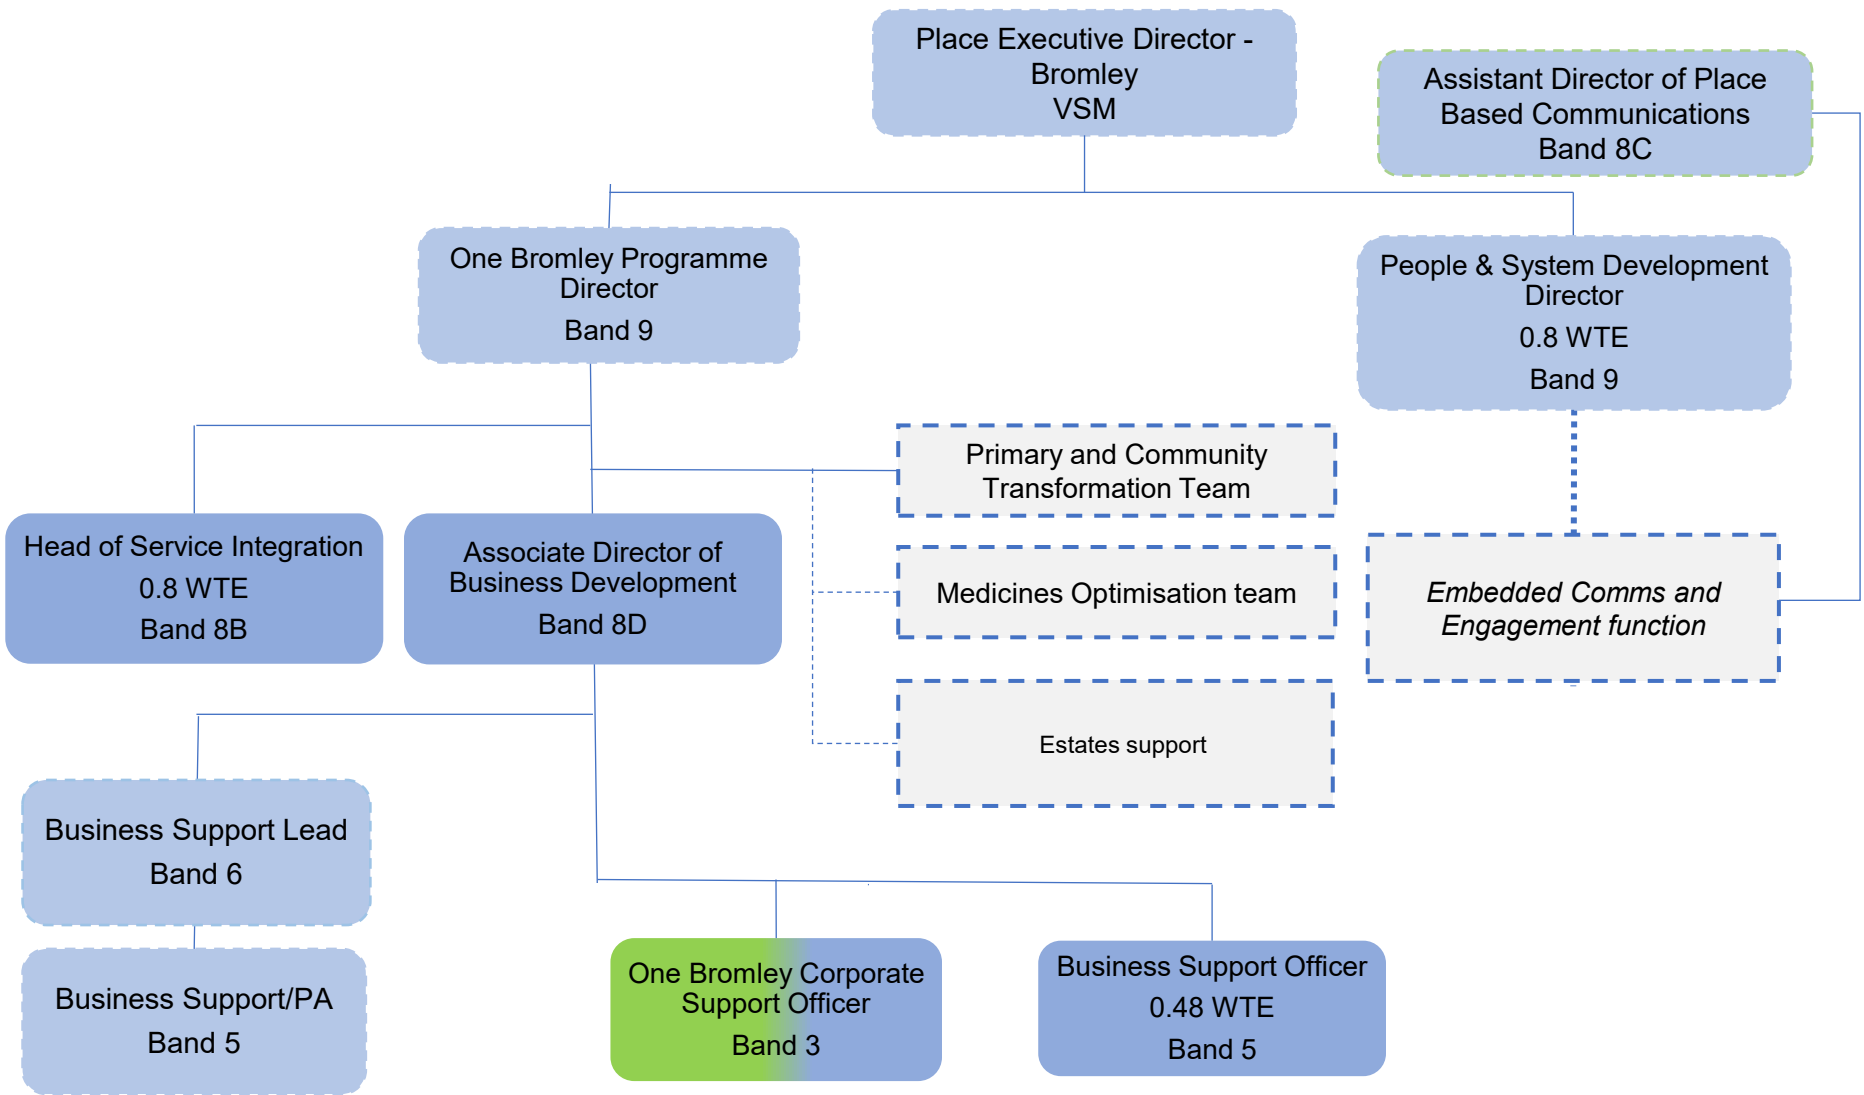 Place Executive Director -
Bromley
VSM
Assistant Director of Place
Based Communications
Band 8C
One Bromley Programme
Director
Band 9
People & System Development
Director
0.8 WTE
Band 9
Primary and Community
Transformation Team
Head of Service Integration
0.8 WTE
Band 8B
Associate Director of
Business Development
Band 8D
Medicines Optimisation team
Embedded Comms and
Engagement function
Estates support
Business Support Lead
Band 6
Business Support/PA
Band 5
One Bromley Corporate
Support Officer
Band 3
Business Support Officer
0.48 WTE
Band 5